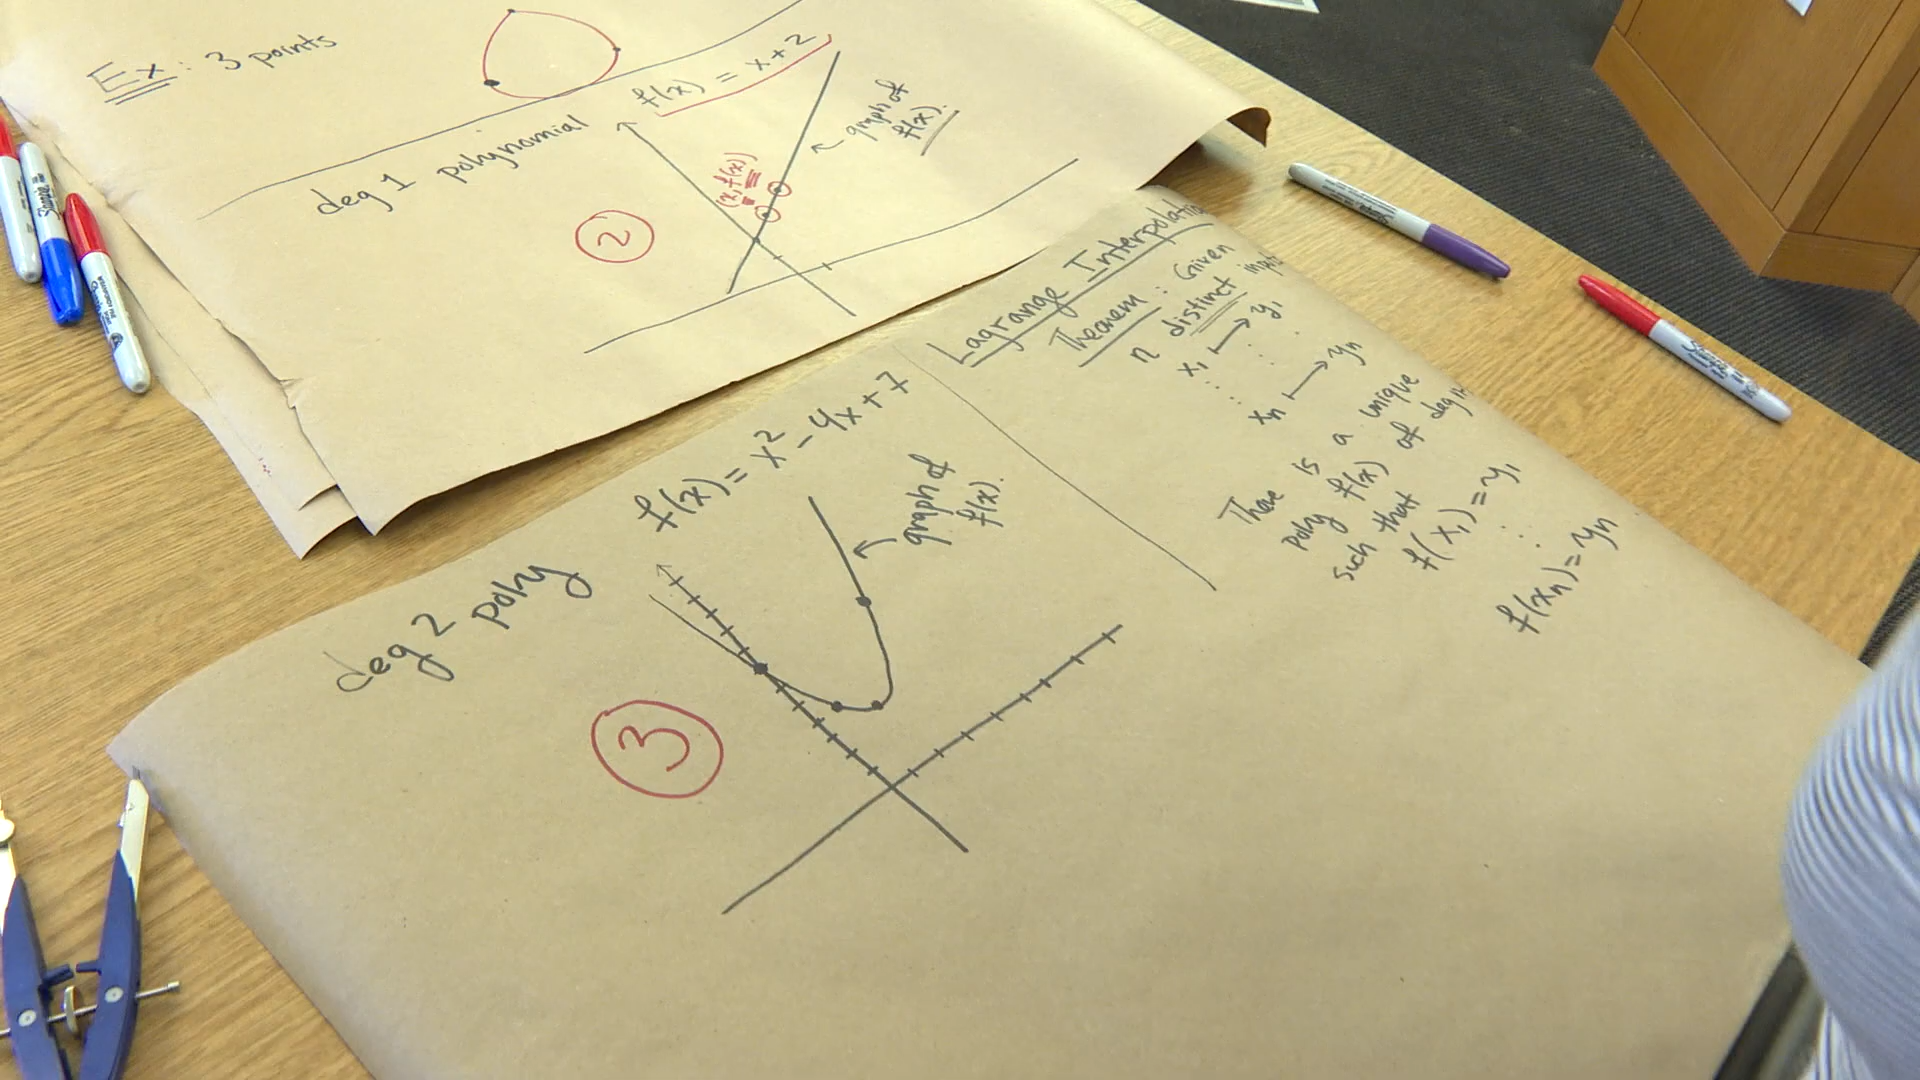 Ex: 3 points
deg 1 polynomial
f(x) = x+2
graph of
f(x).
(x, f(x))
2
deg 2 poly
f(x) = x² - 4x + 7
graph of
f(x).
3
Lagrange Interpolation
Theorem: Given
n distinct inputs
x₁ ↦ y₁
⋮ ⋮
xₙ ↦ yₙ
There is a unique
poly f(x) of deg
such that
f(x₁) = y₁
⋮
f(xₙ) = yₙ
Sharpie